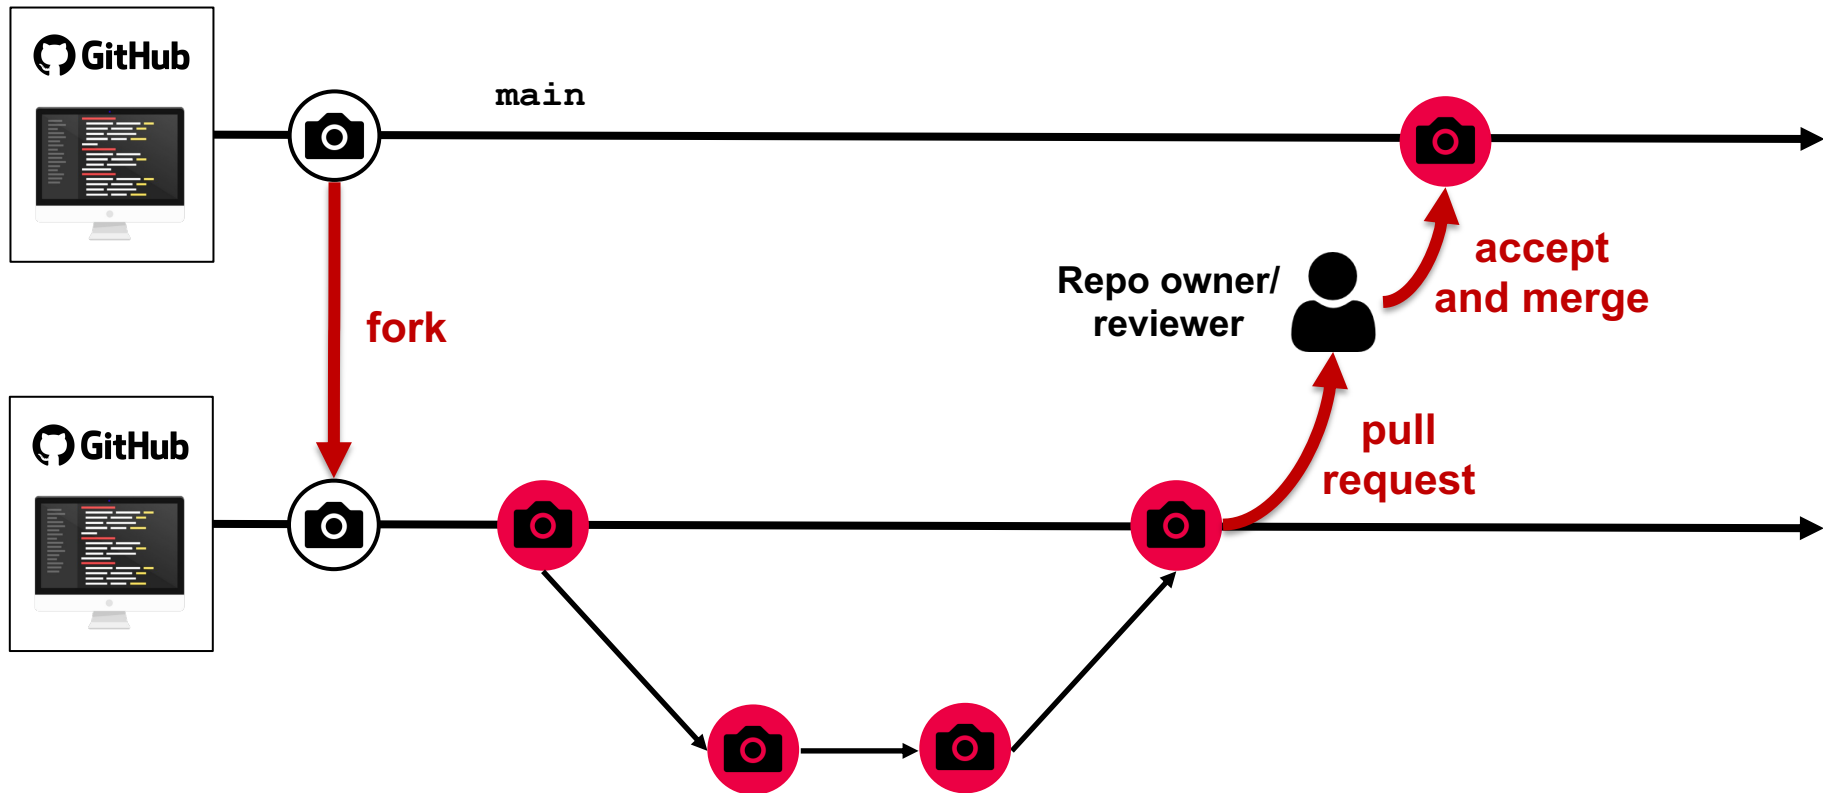 GitHub
main
Repo owner/
reviewer
accept
and merge
fork
GitHub
pull
request